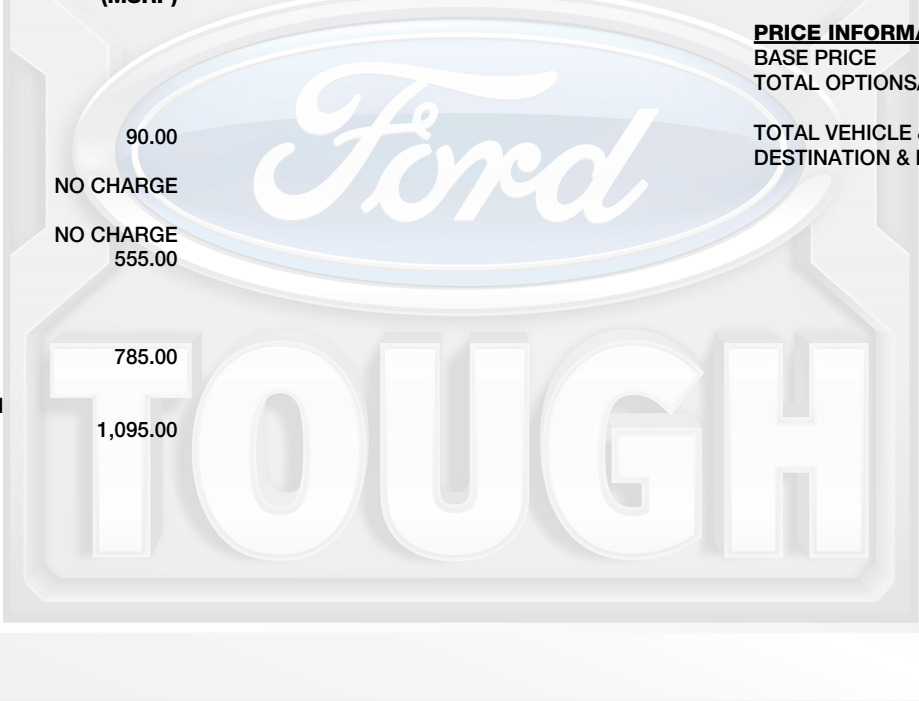 (MSRP)
90.00
NO CHARGE
NO CHARGE
555.00
785.00
1,095.00
PRICE INFORMA
BASE PRICE
TOTAL OPTIONS
TOTAL VEHICLE &
DESTINATION &
Ford
TOUGH